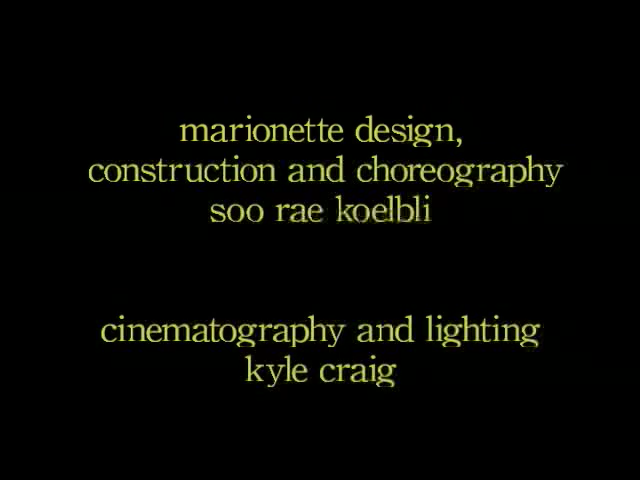 marionette design,
construction and choreography
soo rae koelbli
cinematography and lighting
kyle craig